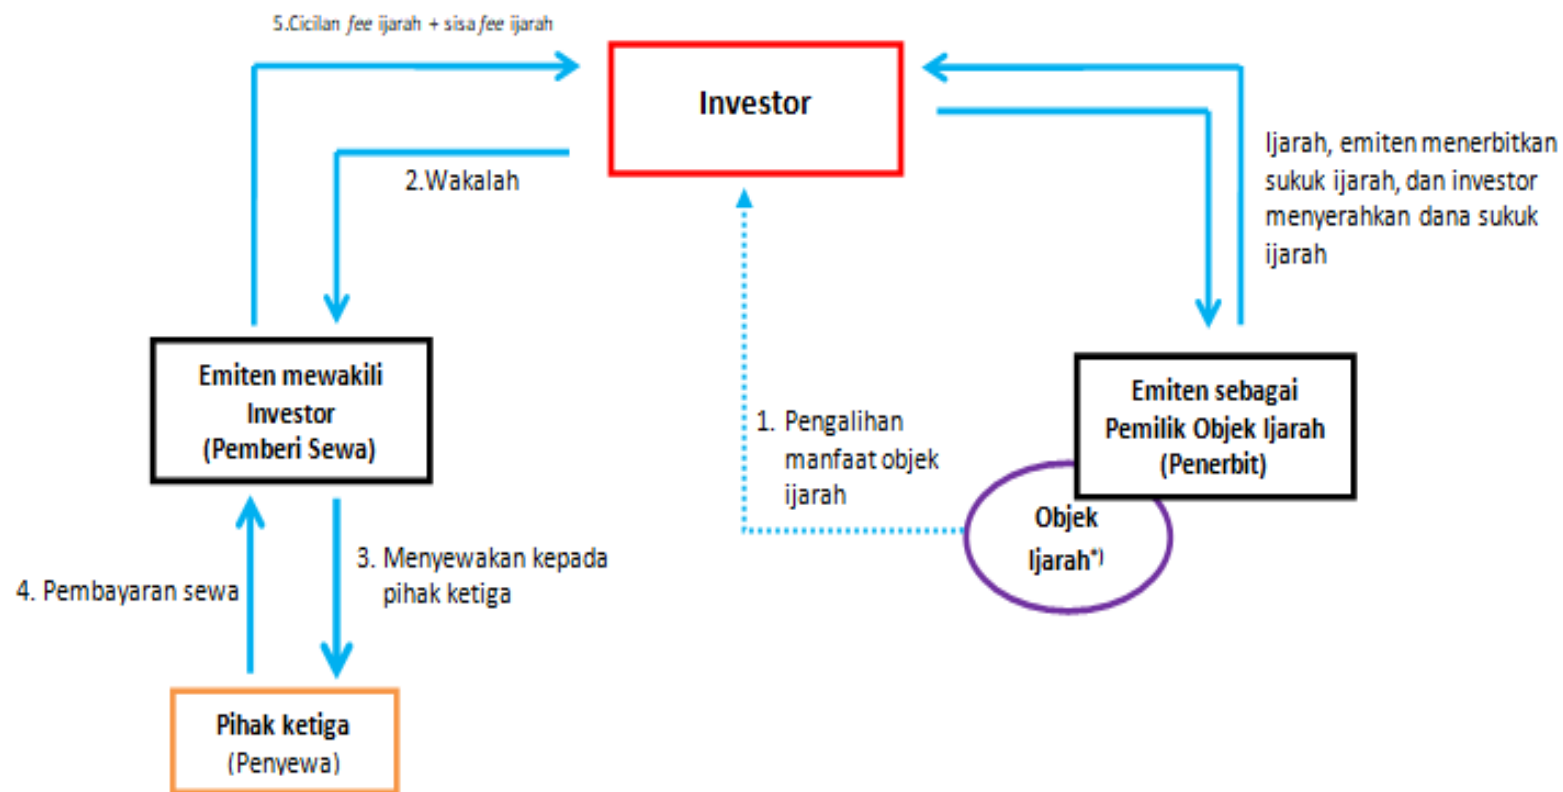 5.Cicilan fee ijarah + sisa fee ijarah
Investor
2.Wakalah
Ijarah, emiten menerbitkan
sukuk ijarah, dan investor
menyerahkan dana sukuk
ijarah
Emiten mewakili
Investor
(Pemberi Sewa)
1. Pengalihan
manfaat objek
ijarah
Emiten sebagai
Pemilik Objek Ijarah
(Penerbit)
Objek
Ijarah*)
4. Pembayaran sewa
3. Menyewakan kepada
pihak ketiga
Pihak ketiga
(Penyewa)